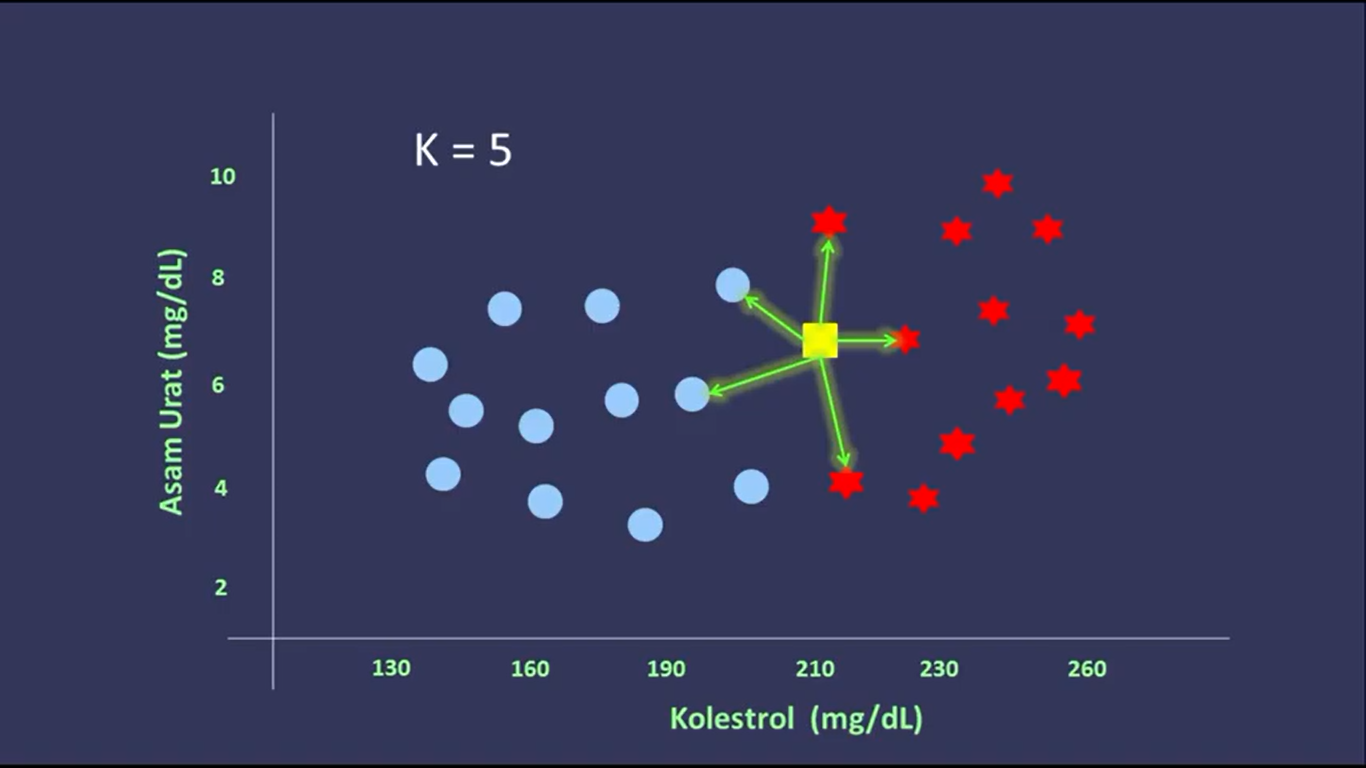 K = 5
10
8
6
4
2
Asam Urat (mg/dL)
130 160 190 210 230 260
Kolestrol (mg/dL)